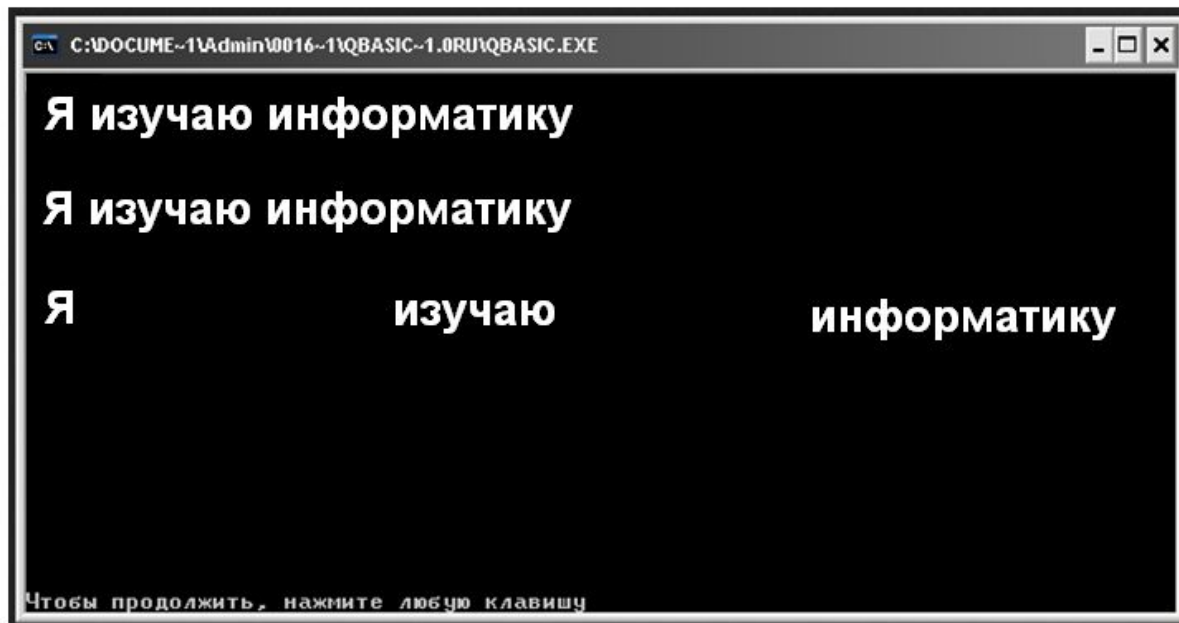 C:\DOCUME~1\Admin\0016~1\QBASIC~1.0RU\QBASIC.EXE
Я изучаю информатику
Я изучаю информатику
Я изучаю информатику
Чтобы продолжить, нажмите любую клавишу